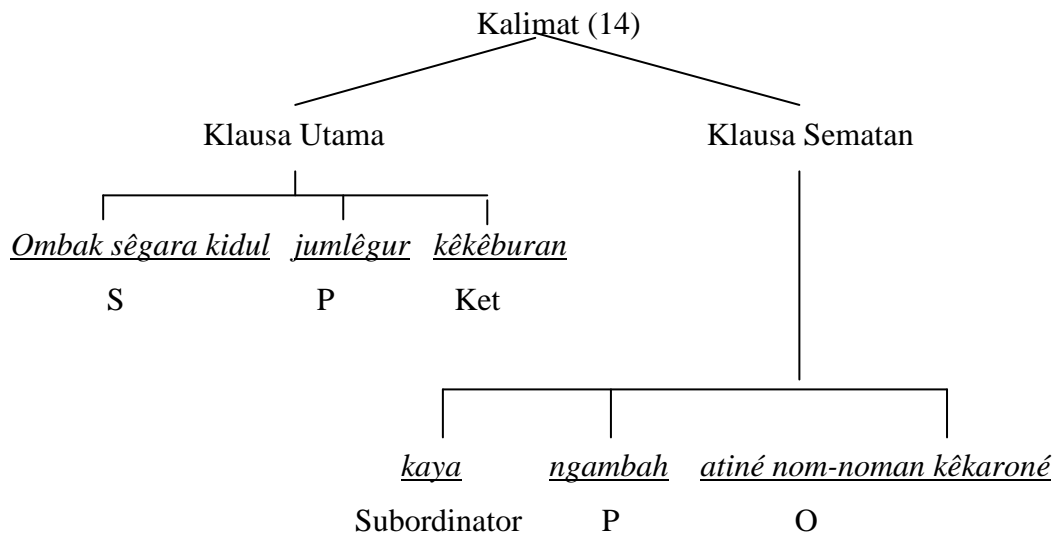 Kalimat (14)
Klausa Utama Klausa Sematan
Ombak sêgara kidul jumlêgur kêkêburan
S P Ket
kaya ngambah atiné nom-noman kêkaroné
Subordinator P O